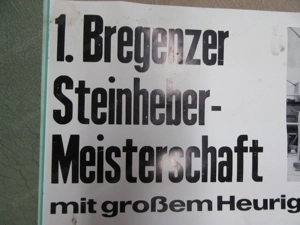 1. Bregenzer
Steinheber-
Meisterschaft
mit großem Heurig